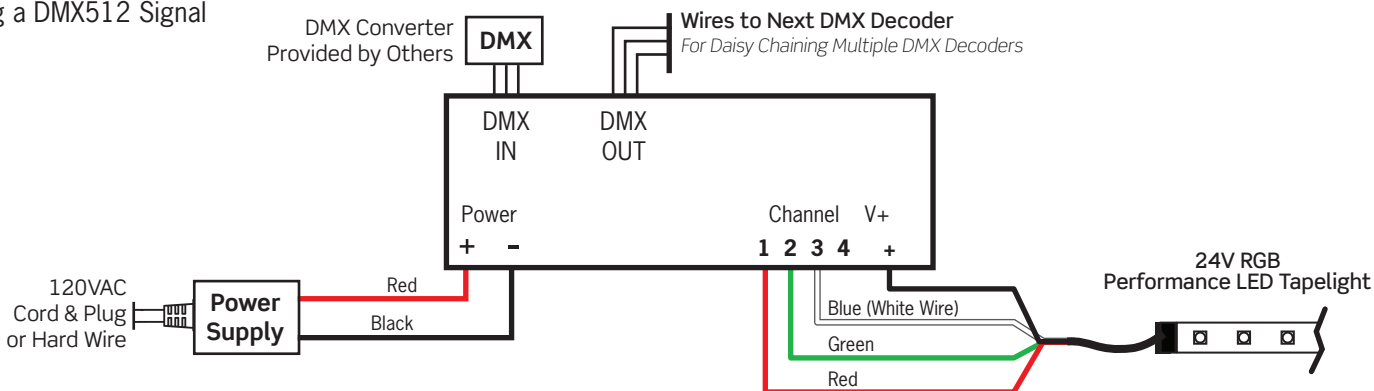 a DMX512 Signal
DMX Converter
Provided by Others
DMX
Wires to Next DMX Decoder
For Daisy Chaining Multiple DMX Decoders
DMX
IN
DMX
OUT
Power
+ –
Channel V+
1 2 3 4 +
120VAC
Cord & Plug
or Hard Wire
Power
Supply
Red
Black
Blue (White Wire)
Green
Red
24V RGB
Performance LED Tapelight